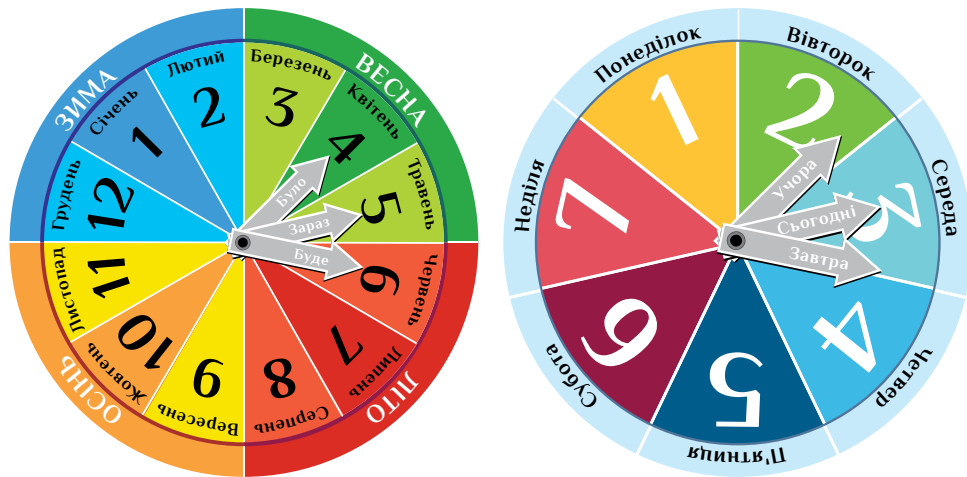 ЗИМА
ВЕСНА
ЛІТО
ОСІНЬ
Січень
1
Лютий
2
Березень
3
Квітень
4
Травень
5
Червень
6
Липень
7
Серпень
8
Вересень
9
Жовтень
10
Листопад
11
Грудень
12
Було
Зараз
Буде
Понеділок
1
Вівторок
2
Середа
3
Четвер
4
П'ятниця
5
Субота
6
Неділя
7
Учора
Сьогодні
Завтра